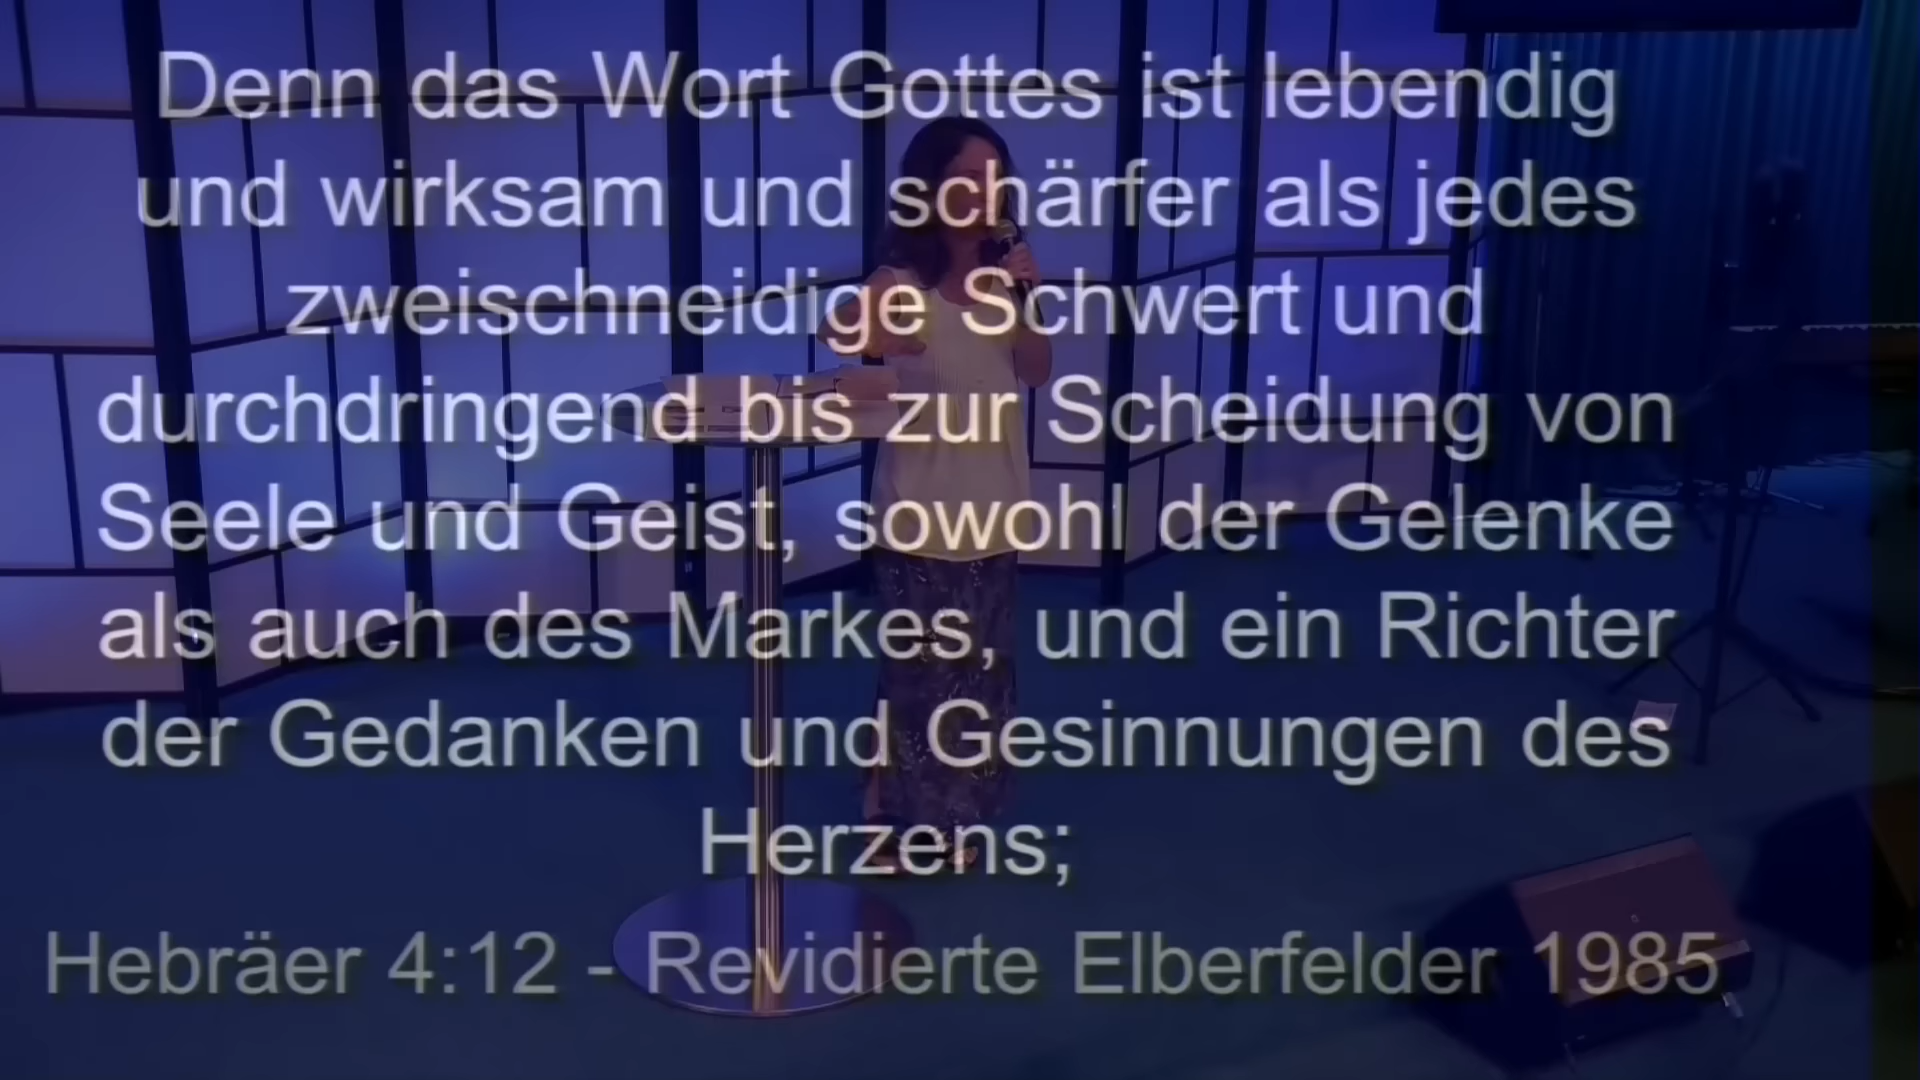 Denn das Wort Gottes ist lebendig
und wirksam und schärfer als jedes
zweischneidige Schwert und
durchdringend bis zur Scheidung von
Seele und Geist, sowohl der Gelenke
als auch des Markes, und ein Richter
der Gedanken und Gesinnungen des
Herzens;
Hebräer 4:12 - Revidierte Elberfelder 1985